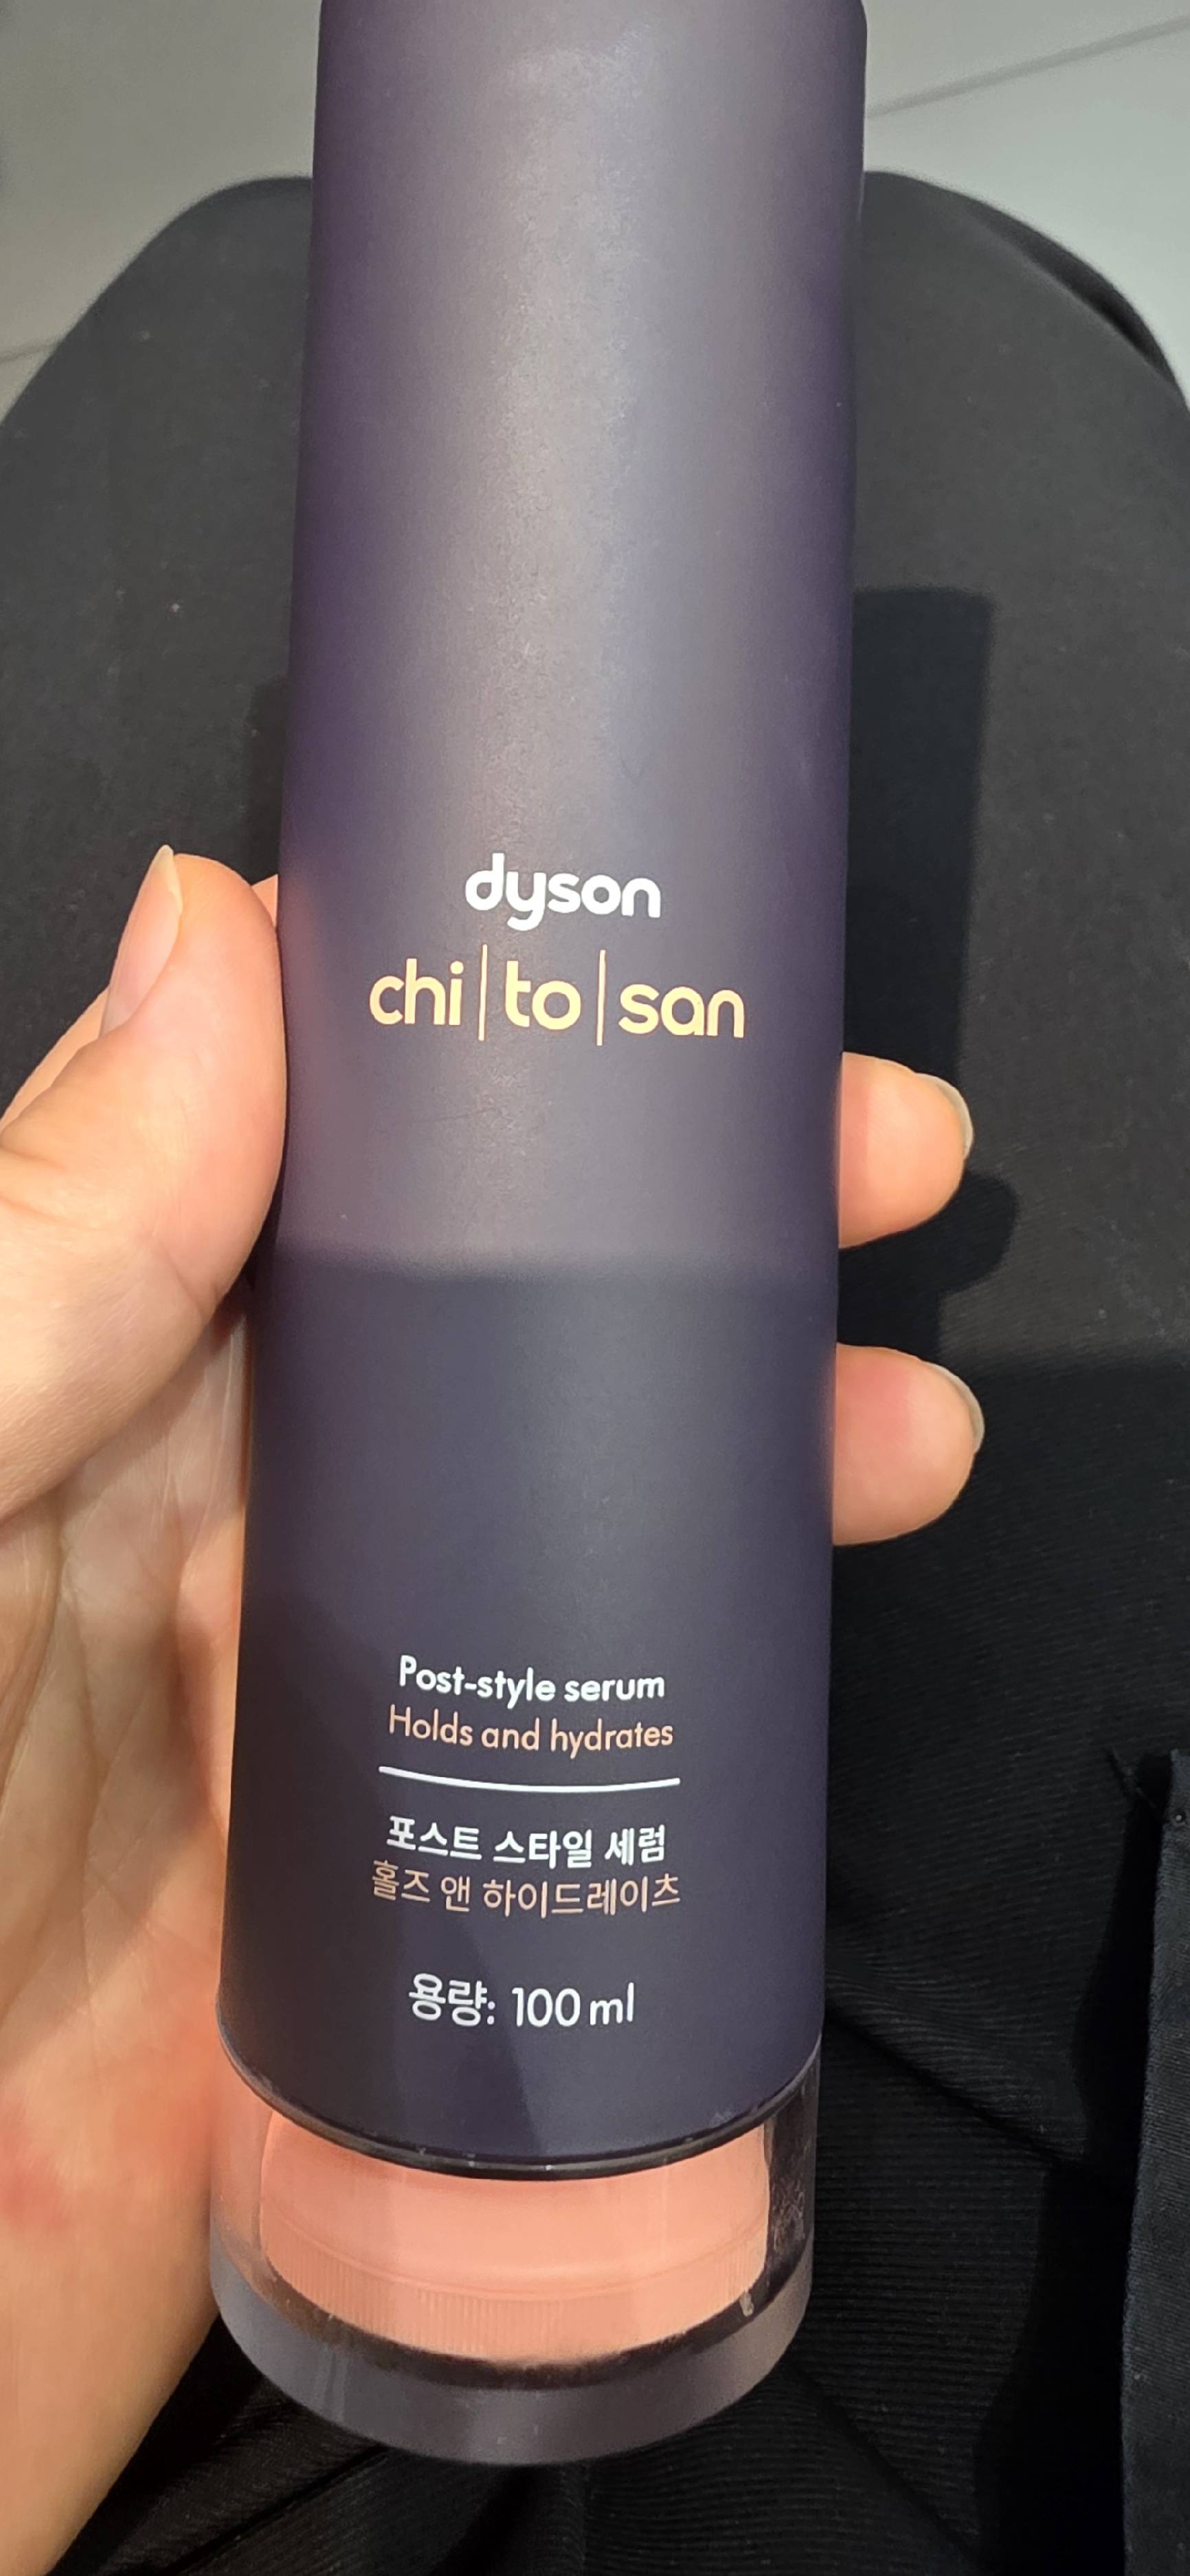 dyson
chi|to|san
Post-style serum
Holds and hydrates
포스트 스타일 세럼
홀즈 앤 하이드레이츠
용량: 100 ml